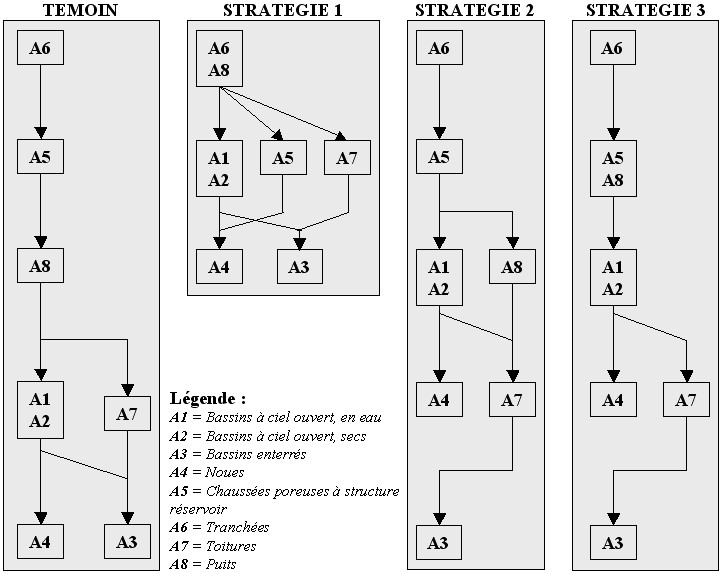 TEMOIN
A6
A5
A8
A1
A2
A7
A4
A3
STRATEGIE 1
A6
A8
A1
A2
A5
A7
A4
A3
STRATEGIE 2
A6
A5
A1
A2
A8
A4
A7
A3
STRATEGIE 3
A6
A5
A8
A1
A2
A4
A7
A3
Légende :
A1 = Bassins à ciel ouvert, en eau
A2 = Bassins à ciel ouvert, secs
A3 = Bassins enterrés
A4 = Noues
A5 = Chaussées poreuses à structure
réservoir
A6 = Tranchées
A7 = Toitures
A8 = Puits